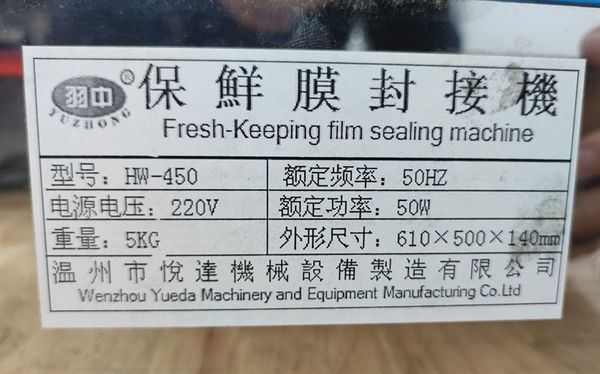 羽中
YUZHONG
®
保鮮膜封接機
Fresh-Keeping film sealing machine
型号：HW-450 额定频率：50HZ
电源电压：220V 额定功率：50W
重量：5KG 外形尺寸：610×500×140mm
温州市悅達機械設備製造有限公司
Wenzhou Yueda Machinery and Equipment Manufacturing Co.Ltd